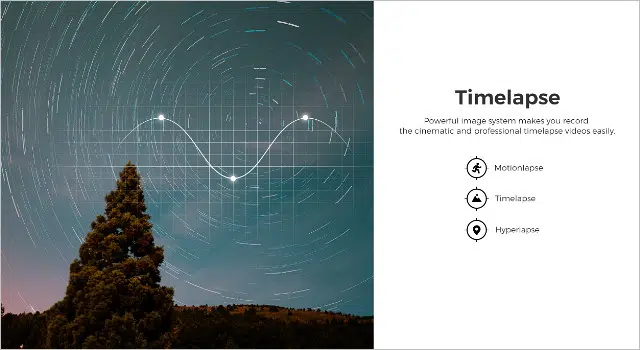 Timelapse
Powerful image system makes you record
the cinematic and professional timelapse videos easily.
Motionlapse
Timelapse
Hyperlapse